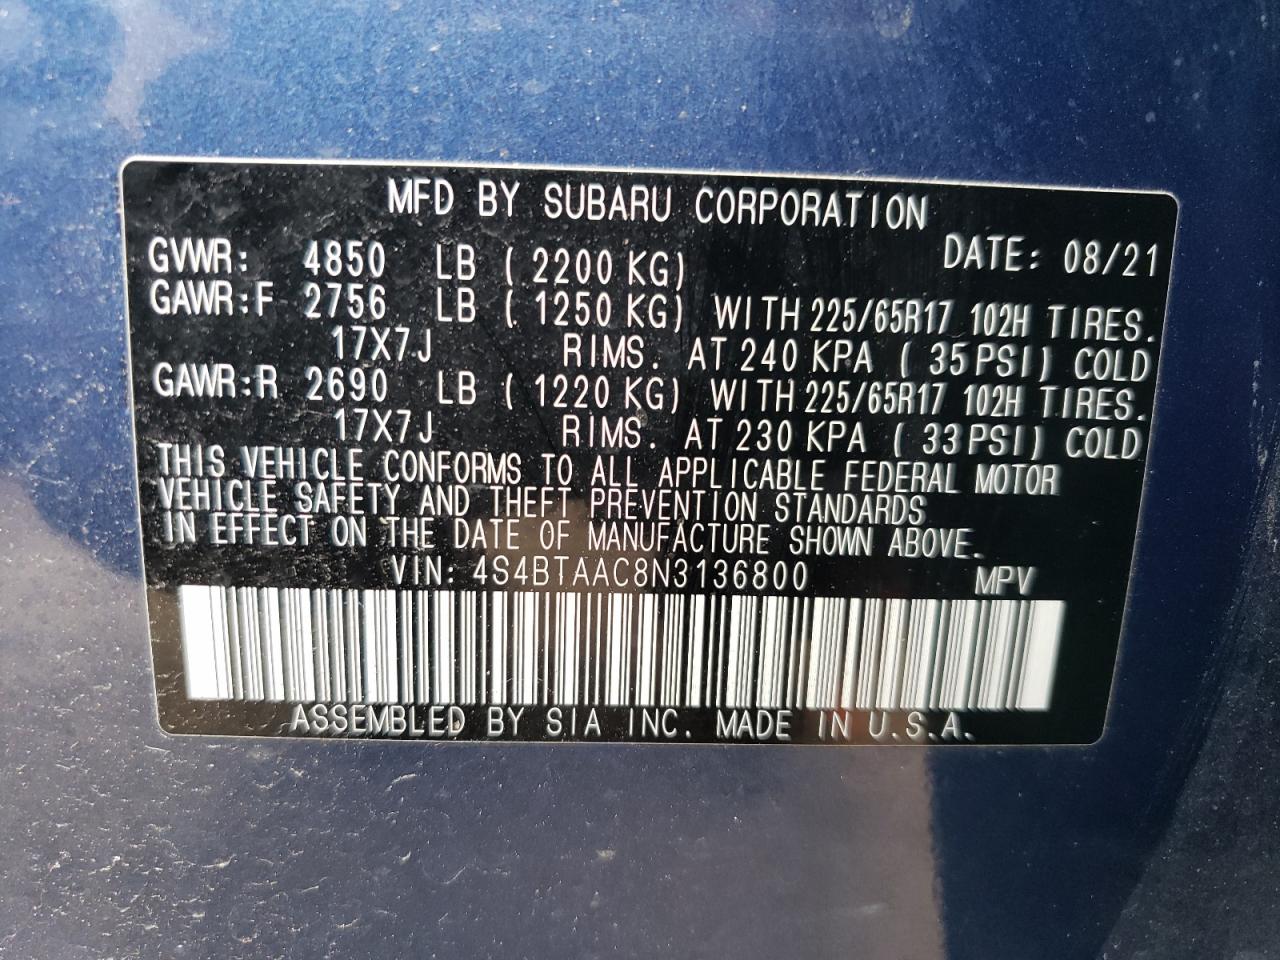 MFD BY SUBARU CORPORATION
GVWR: 4850 LB ( 2200 KG) DATE: 08/21
GAWR:F 2756 LB ( 1250 KG) WITH 225/65R17 102H TIRES.
17X7J RIMS. AT 240 KPA ( 35 PSI) COLD
GAWR:R 2690 LB ( 1220 KG) WITH 225/65R17 102H TIRES.
17X7J RIMS. AT 230 KPA ( 33 PSI) COLD
THIS VEHICLE CONFORMS TO ALL APPLICABLE FEDERAL MOTOR
VEHICLE SAFETY AND THEFT PREVENTION STANDARDS
IN EFFECT ON THE DATE OF MANUFACTURE SHOWN ABOVE.
VIN: 4S4BTAAC8N3136800 MPV
ASSEMBLED BY SIA INC. MADE IN U.S.A.